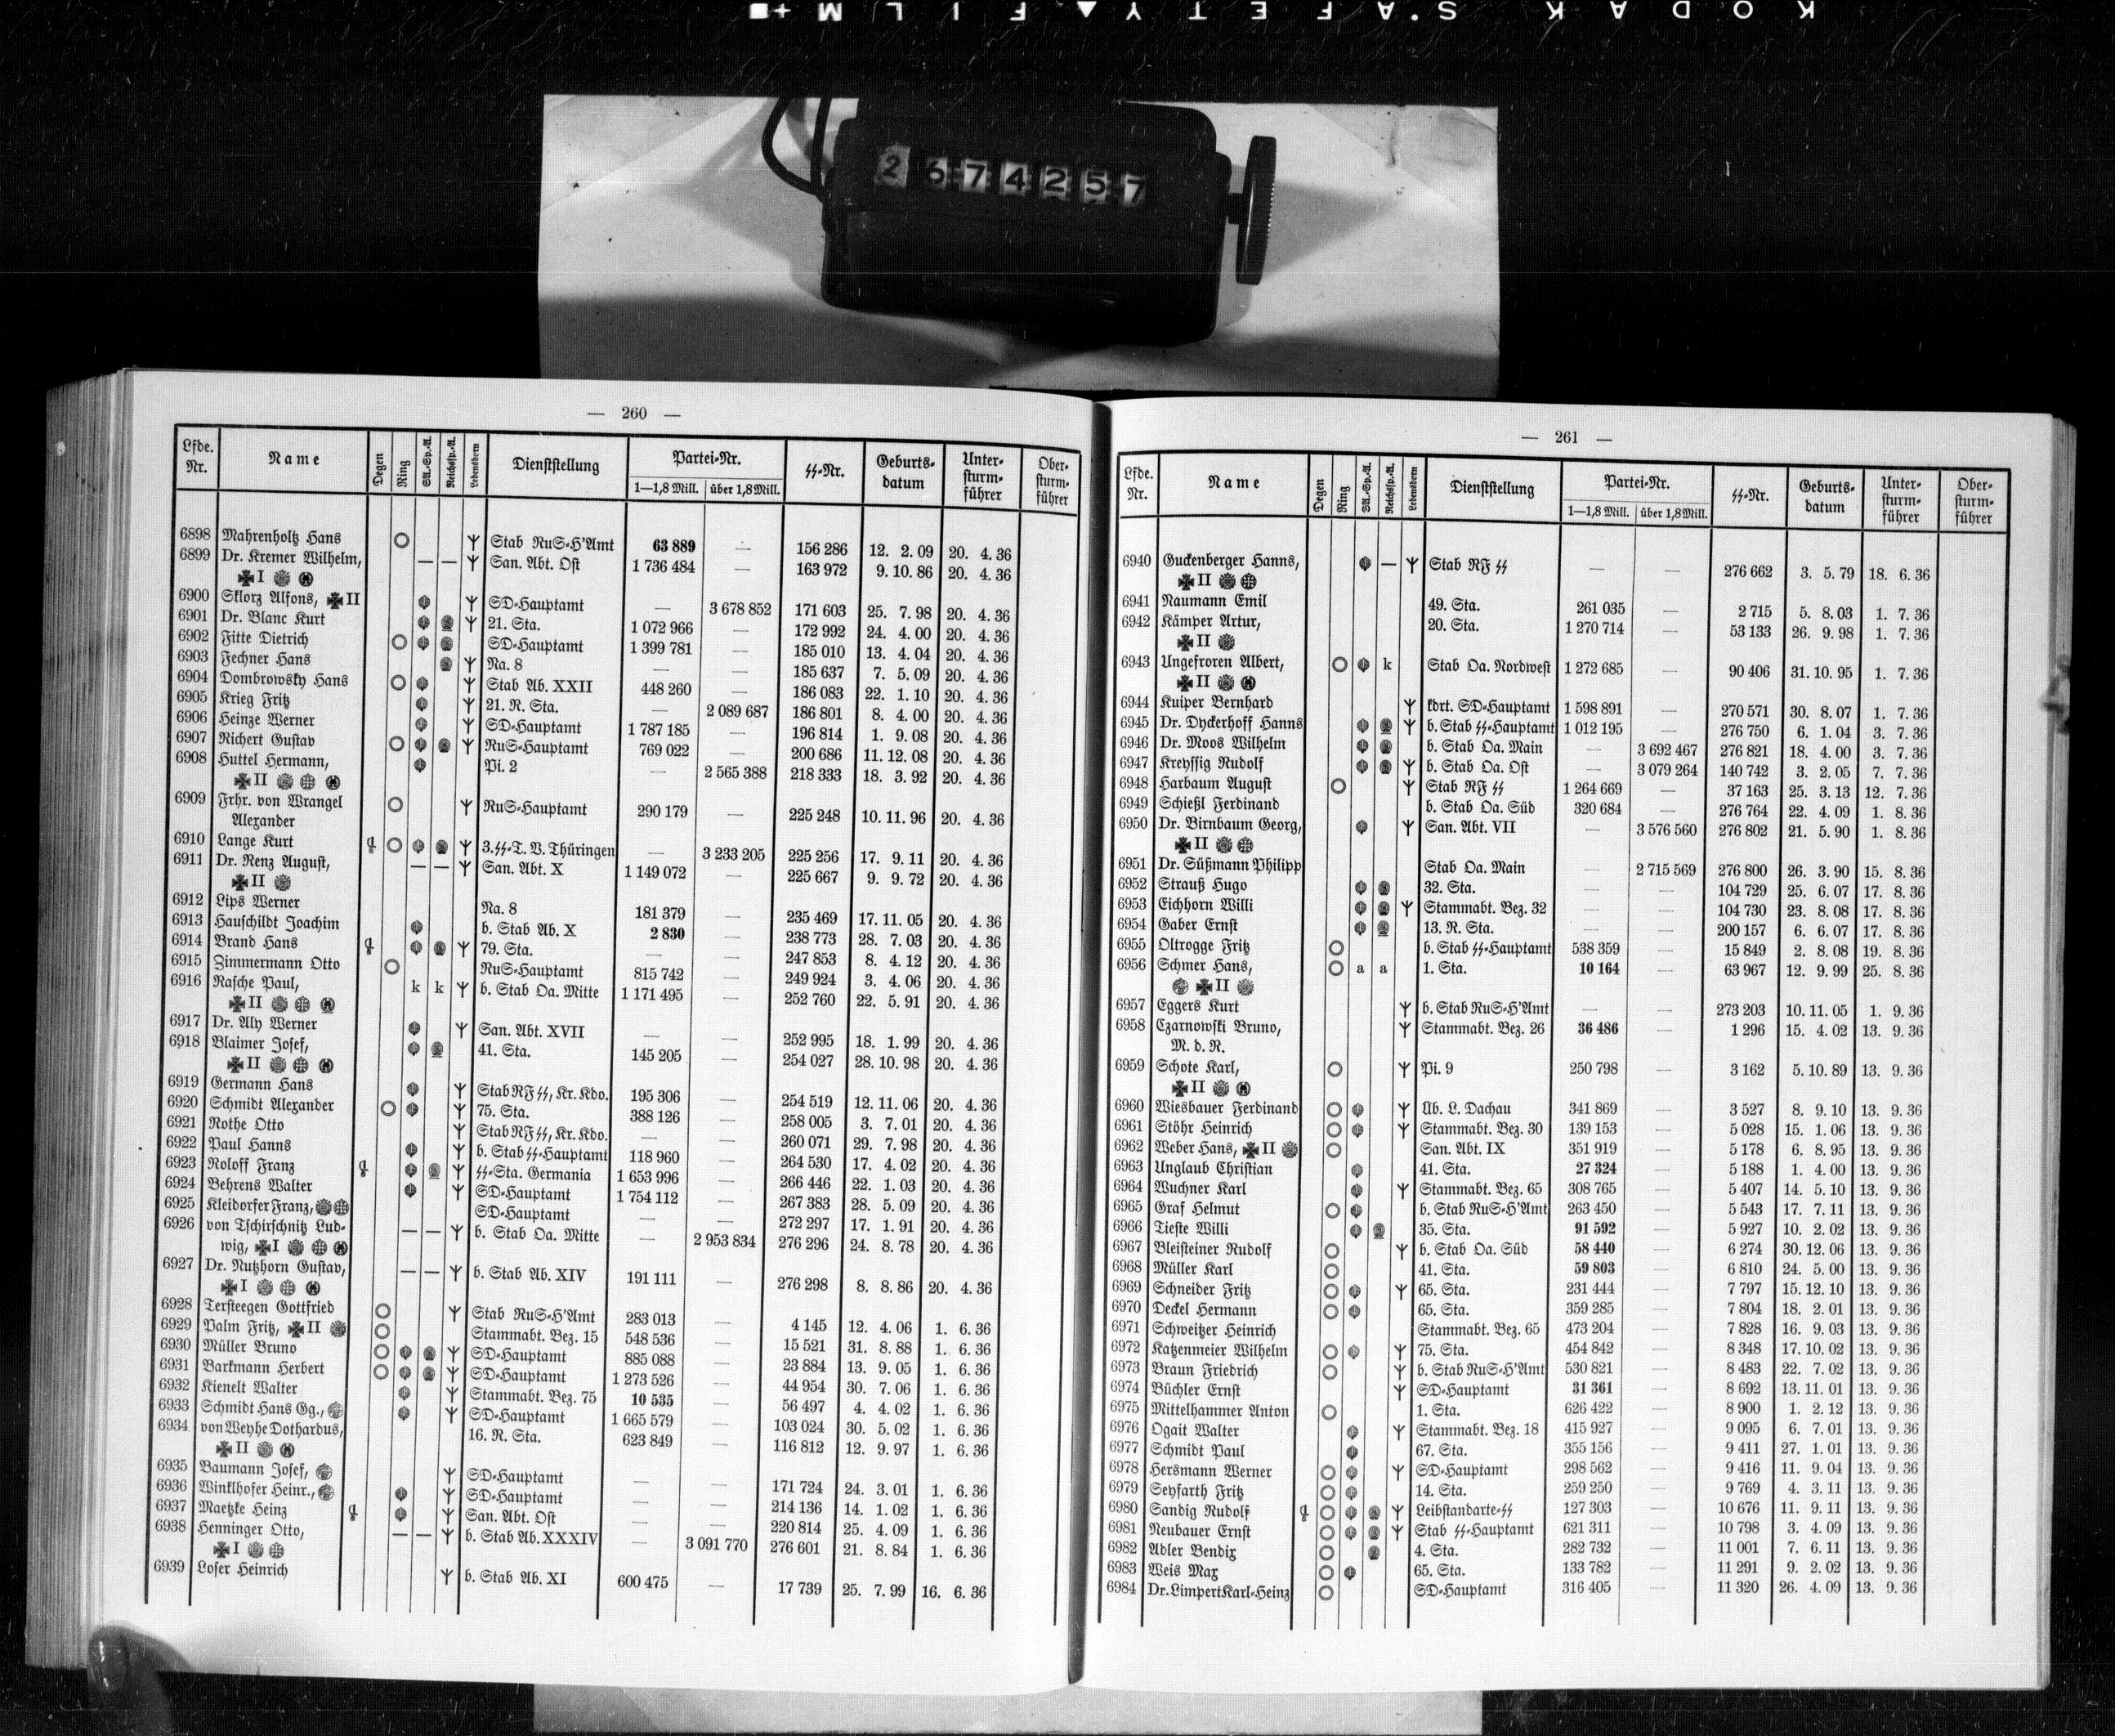 KODAK S'AFETY FILM
2 674257
— 260 —
Lfde. Nr. Name Degen Ring SA.-Sp.-A. Reichsp.-A. Lebensborn Dienststellung Partei-Nr. 1—1,8 Mill. über 1,8 Mill. SS-Nr. Geburts-datum Unter-sturm-führer Ober-sturm-führer
6898 Mahrenholtz Hans Stab RuS-H'Amt 63 889 — 156 286 12. 2. 09 20. 4. 36
6899 Dr. Kremer Wilhelm, — — San. Abt. Ost 1 736 484 — 163 972 9. 10. 86 20. 4. 36
I
6900 Sklorz Alfons, II SD-Hauptamt — 3 678 852 171 603 25. 7. 98 20. 4. 36
6901 Dr. Blanc Kurt 21. Sta. 1 072 966 — 172 992 24. 4. 00 20. 4. 36
6902 Fitte Dietrich SD-Hauptamt 1 399 781 — 185 010 13. 4. 04 20. 4. 36
6903 Fechner Hans Na. 8 — — 185 637 7. 5. 09 20. 4. 36
6904 Dombrowsky Hans Stab Ab. XXII 448 260 — 186 083 22. 1. 10 20. 4. 36
6905 Krieg Fritz 21. R. Sta. — 2 089 687 186 801 8. 4. 00 20. 4. 36
6906 Heinze Werner SD-Hauptamt 1 787 185 — 196 814 1. 9. 08 20. 4. 36
6907 Richert Gustav RuS-Hauptamt 769 022 — 200 686 11. 12. 08 20. 4. 36
6908 Huttel Hermann, Pi. 2 — 2 565 388 218 333 18. 3. 92 20. 4. 36
II
6909 Frhr. von Wrangel RuS-Hauptamt 290 179 — 225 248 10. 11. 96 20. 4. 36
Alexander
6910 Lange Kurt 3.SS-T. V. Thüringen — 3 233 205 225 256 17. 9. 11 20. 4. 36
6911 Dr. Renz August, — — San. Abt. X 1 149 072 — 225 667 9. 9. 72 20. 4. 36
II
6912 Lips Werner Na. 8 181 379 — 235 469 17. 11. 05 20. 4. 36
6913 Hauschildt Joachim b. Stab Ab. X 2 830 — 238 773 28. 7. 03 20. 4. 36
6914 Brand Hans 79. Sta. — — 247 853 8. 4. 12 20. 4. 36
6915 Zimmermann Otto RuS-Hauptamt 815 742 — 249 924 3. 4. 06 20. 4. 36
6916 Rasche Paul, k k b. Stab Oa. Mitte 1 171 495 — 252 760 22. 5. 91 20. 4. 36
II
6917 Dr. Aly Werner San. Abt. XVII — — 252 995 18. 1. 99 20. 4. 36
6918 Blaimer Josef, 41. Sta. 145 205 — 254 027 28. 10. 98 20. 4. 36
II
6919 Germann Hans Stab RF SS, Kr. Kdo. 195 306 — 254 519 12. 11. 06 20. 4. 36
6920 Schmidt Alexander 75. Sta. 388 126 — 258 005 3. 7. 01 20. 4. 36
6921 Rothe Otto Stab RF SS, Kr. Kdo. — — 260 071 29. 7. 98 20. 4. 36
6922 Paul Hanns b. Stab SS-Hauptamt 118 960 — 264 530 17. 4. 02 20. 4. 36
6923 Roloff Franz SS-Sta. Germania 1 653 996 — 266 446 22. 1. 03 20. 4. 36
6924 Behrens Walter SD-Hauptamt 1 754 112 — 267 383 28. 5. 09 20. 4. 36
6925 Kleidorfer Franz, SD-Hauptamt — — 272 297 17. 1. 91 20. 4. 36
6926 von Tschirschnitz Lud- — — b. Stab Oa. Mitte — 2 953 834 276 296 24. 8. 78 20. 4. 36
wig, I
6927 Dr. Nutzhorn Gustav, — — b. Stab Ab. XIV 191 111 — 276 298 8. 8. 86 20. 4. 36
I
6928 Tersteegen Gottfried Stab RuS-H'Amt 283 013 — 4 145 12. 4. 06 1. 6. 36
6929 Palm Fritz, II Stammabt. Bez. 15 548 536 — 15 521 31. 8. 88 1. 6. 36
6930 Müller Bruno SD-Hauptamt 885 088 — 23 884 13. 9. 05 1. 6. 36
6931 Barkmann Herbert SD-Hauptamt 1 273 526 — 44 954 30. 7. 06 1. 6. 36
6932 Kienelt Walter Stammabt. Bez. 75 10 535 — 56 497 4. 4. 02 1. 6. 36
6933 Schmidt Hans Gg., SD-Hauptamt 1 665 579 — 103 024 30. 5. 02 1. 6. 36
6934 von Weyhe Dothardus, 16. R. Sta. 623 849 — 116 812 12. 9. 97 1. 6. 36
II
6935 Baumann Josef, SD-Hauptamt — — 171 724 24. 3. 01 1. 6. 36
6936 Winklhofer Heinr., SD-Hauptamt — — 214 136 14. 1. 02 1. 6. 36
6937 Maetzke Heinz San. Abt. Ost — — 220 814 25. 4. 09 1. 6. 36
6938 Henninger Otto, — — b. Stab Ab. XXXIV — 3 091 770 276 601 21. 8. 84 1. 6. 36
I
6939 Loser Heinrich b. Stab Ab. XI 600 475 — 17 739 25. 7. 99 16. 6. 36
— 261 —
Lfde. Nr. Name Degen Ring SA.-Sp.-A. Reichsp.-A. Lebensborn Dienststellung Partei-Nr. 1—1,8 Mill. über 1,8 Mill. SS-Nr. Geburts-datum Unter-sturm-führer Ober-sturm-führer
6940 Guckenberger Hanns, — Stab RF SS — — 276 662 3. 5. 79 18. 6. 36
II
6941 Naumann Emil 49. Sta. 261 035 — 2 715 5. 8. 03 1. 7. 36
6942 Kämper Artur, 20. Sta. 1 270 714 — 53 133 26. 9. 98 1. 7. 36
II
6943 Ungefroren Albert, k Stab Oa. Nordwest 1 272 685 — 90 406 31. 10. 95 1. 7. 36
II
6944 Kuiper Bernhard kdrt. SD-Hauptamt 1 598 891 — 270 571 30. 8. 07 1. 7. 36
6945 Dr. Dyckerhoff Hanns b. Stab SS-Hauptamt 1 012 195 — 276 750 6. 1. 04 3. 7. 36
6946 Dr. Moos Wilhelm b. Stab Oa. Main — 3 692 467 276 821 18. 4. 00 3. 7. 36
6947 Kreyssig Rudolf b. Stab Oa. Ost — 3 079 264 140 742 3. 2. 05 7. 7. 36
6948 Harbaum August Stab RF SS 1 264 669 — 37 163 25. 3. 13 12. 7. 36
6949 Schießl Ferdinand b. Stab Oa. Süd 320 684 — 276 764 22. 4. 09 1. 8. 36
6950 Dr. Birnbaum Georg, San. Abt. VII — 3 576 560 276 802 21. 5. 90 1. 8. 36
II
6951 Dr. Süßmann Philipp Stab Oa. Main — 2 715 569 276 800 26. 3. 90 15. 8. 36
6952 Strauß Hugo 32. Sta. — — 104 729 25. 6. 07 17. 8. 36
6953 Eichhorn Willi Stammabt. Bez. 32 — — 104 730 23. 8. 08 17. 8. 36
6954 Gaber Ernst 13. R. Sta. — — 200 157 6. 6. 07 17. 8. 36
6955 Oltrogge Fritz b. Stab SS-Hauptamt 538 359 — 15 849 2. 8. 08 19. 8. 36
6956 Schmer Hans, a a 1. Sta. 10 164 — 63 967 12. 9. 99 25. 8. 36
II
6957 Eggers Kurt b. Stab RuS-H'Amt — — 273 203 10. 11. 05 1. 9. 36
6958 Czarnowski Bruno, Stammabt. Bez. 26 36 486 — 1 296 15. 4. 02 13. 9. 36
M. d. R.
6959 Schote Karl, Pi. 9 250 798 — 3 162 5. 10. 89 13. 9. 36
II
6960 Wiesbauer Ferdinand Üb. L. Dachau 341 869 — 3 527 8. 9. 10 13. 9. 36
6961 Stöhr Heinrich Stammabt. Bez. 30 139 153 — 5 028 15. 1. 06 13. 9. 36
6962 Weber Hans, II San. Abt. IX 351 919 — 5 178 6. 8. 95 13. 9. 36
6963 Unglaub Christian 41. Sta. 27 324 — 5 188 1. 4. 00 13. 9. 36
6964 Wuchner Karl Stammabt. Bez. 65 308 765 — 5 407 14. 5. 10 13. 9. 36
6965 Graf Helmut b. Stab RuS-H'Amt 263 450 — 5 543 17. 7. 11 13. 9. 36
6966 Tieste Willi 35. Sta. 91 592 — 5 927 10. 2. 02 13. 9. 36
6967 Bleisteiner Rudolf b. Stab Oa. Süd 58 440 — 6 274 30. 12. 06 13. 9. 36
6968 Müller Karl 41. Sta. 59 803 — 6 810 24. 5. 00 13. 9. 36
6969 Schneider Fritz 65. Sta. 231 444 — 7 797 15. 12. 10 13. 9. 36
6970 Deckel Hermann 65. Sta. 359 285 — 7 804 18. 2. 01 13. 9. 36
6971 Schweitzer Heinrich Stammabt. Bez. 65 473 204 — 7 828 16. 9. 03 13. 9. 36
6972 Katzenmeier Wilhelm 75. Sta. 454 842 — 8 348 17. 10. 02 13. 9. 36
6973 Braun Friedrich b. Stab RuS-H'Amt 530 821 — 8 483 22. 7. 02 13. 9. 36
6974 Büchler Ernst SD-Hauptamt 31 361 — 8 692 13. 11. 01 13. 9. 36
6975 Mittelhammer Anton 1. Sta. 626 422 — 8 900 1. 2. 12 13. 9. 36
6976 Ogait Walter Stammabt. Bez. 18 415 927 — 9 095 6. 7. 01 13. 9. 36
6977 Schmidt Paul 67. Sta. 355 156 — 9 411 27. 1. 01 13. 9. 36
6978 Hersmann Werner SD-Hauptamt 298 562 — 9 416 11. 9. 04 13. 9. 36
6979 Seyfarth Fritz 14. Sta. 259 250 — 9 769 4. 3. 11 13. 9. 36
6980 Sandig Rudolf Leibstandarte-SS 127 303 — 10 676 11. 9. 11 13. 9. 36
6981 Neubauer Ernst Stab SS-Hauptamt 621 311 — 10 798 3. 4. 09 13. 9. 36
6982 Adler Bendix 4. Sta. 282 732 — 11 001 7. 6. 11 13. 9. 36
6983 Weis Max 65. Sta. 133 782 — 11 291 9. 2. 02 13. 9. 36
6984 Dr. Limpert Karl-Heinz SD-Hauptamt 316 405 — 11 320 26. 4. 09 13. 9. 36